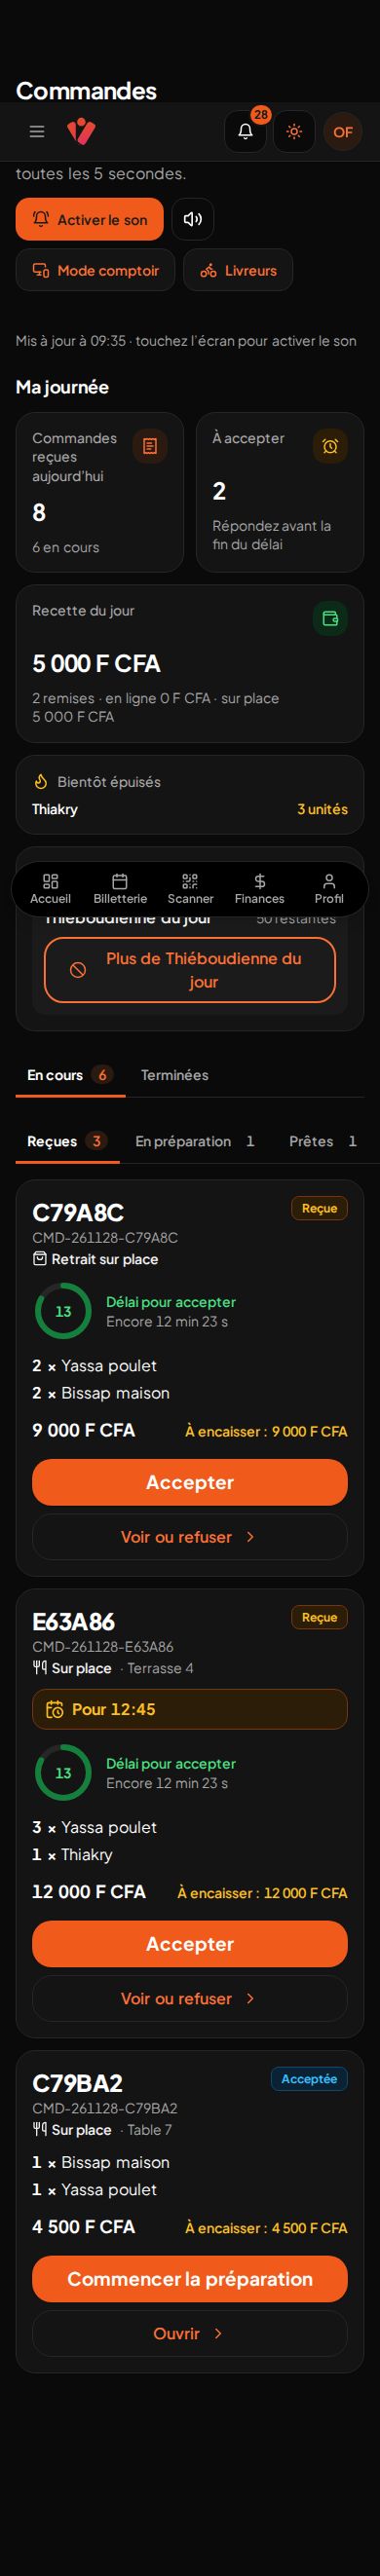 Commandes
28
OF
toutes les 5 secondes.
Activer le son
Mode comptoir
Livreurs
Mis à jour à 09:35 · touchez l’écran pour activer le son
Ma journée
Commandes
reçues
aujourd’hui
8
6 en cours
À accepter
2
Répondez avant la
fin du délai
Recette du jour
5 000 F CFA
2 remises · en ligne 0 F CFA · sur place
5 000 F CFA
Bientôt épuisés
Thiakry
3 unités
Accueil
Billetterie
Scanner
Finances
Profil
Thiéboudienne du jour
50 restantes
Plus de Thiéboudienne du
jour
En cours 6
Terminées
Reçues 3
En préparation 1
Prêtes 1
C79A8C
Reçue
CMD-261128-C79A8C
Retrait sur place
13
Délai pour accepter
Encore 12 min 23 s
2 × Yassa poulet
2 × Bissap maison
9 000 F CFA
À encaisser : 9 000 F CFA
Accepter
Voir ou refuser
E63A86
Reçue
CMD-261128-E63A86
Sur place · Terrasse 4
Pour 12:45
13
Délai pour accepter
Encore 12 min 23 s
3 × Yassa poulet
1 × Thiakry
12 000 F CFA
À encaisser : 12 000 F CFA
Accepter
Voir ou refuser
C79BA2
Acceptée
CMD-261128-C79BA2
Sur place · Table 7
1 × Bissap maison
1 × Yassa poulet
4 500 F CFA
À encaisser : 4 500 F CFA
Commencer la préparation
Ouvrir